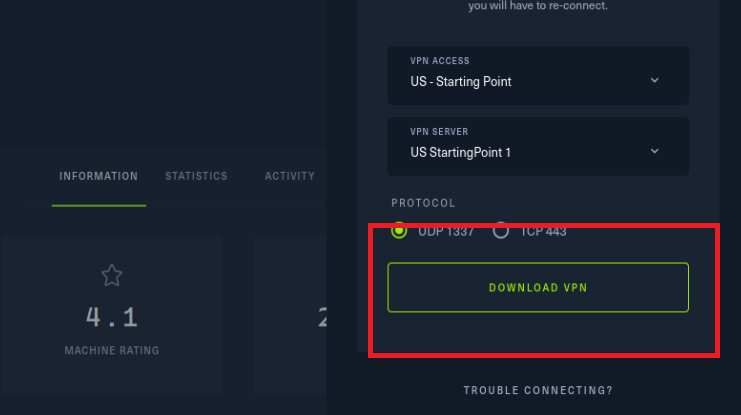 you will have to re-connect.
VPN ACCESS
US - Starting Point
VPN SERVER
US StartingPoint 1
PROTOCOL
UDP 1337 TCP 443
DOWNLOAD VPN
TROUBLE CONNECTING?
INFORMATION STATISTICS ACTIVITY
4.1
MACHINE RATING
2